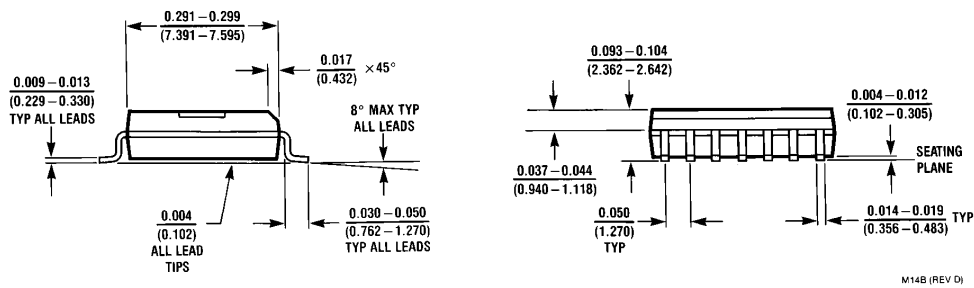 0.291 – 0.299
(7.391 – 7.595)
0.017
(0.432)
×45°
0.009 – 0.013
(0.229 – 0.330)
TYP ALL LEADS
8° MAX TYP
ALL LEADS
0.004
(0.102)
ALL LEAD
TIPS
0.030 – 0.050
(0.762 – 1.270)
TYP ALL LEADS
0.093 – 0.104
(2.362 – 2.642)
0.004 – 0.012
(0.102 – 0.305)
SEATING
PLANE
0.037 – 0.044
(0.940 – 1.118)
0.050
(1.270)
TYP
0.014 – 0.019
(0.356 – 0.483)
TYP
M14B (REV D)